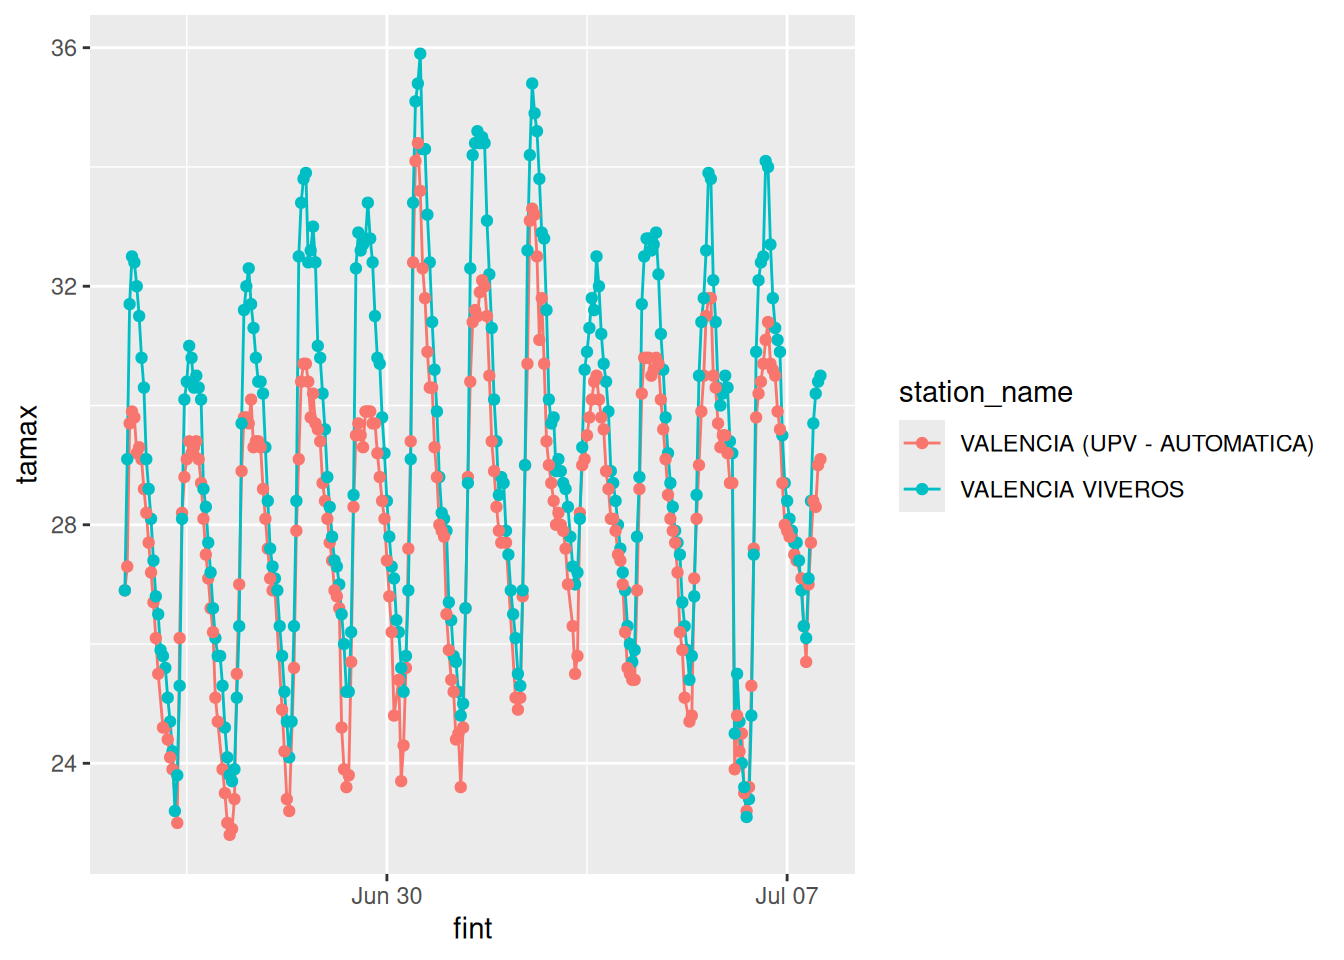 36
32
28
24
tamax
Jun 30
Jul 07
fint
station_name
VALENCIA (UPV - AUTOMATICA)
VALENCIA VIVEROS